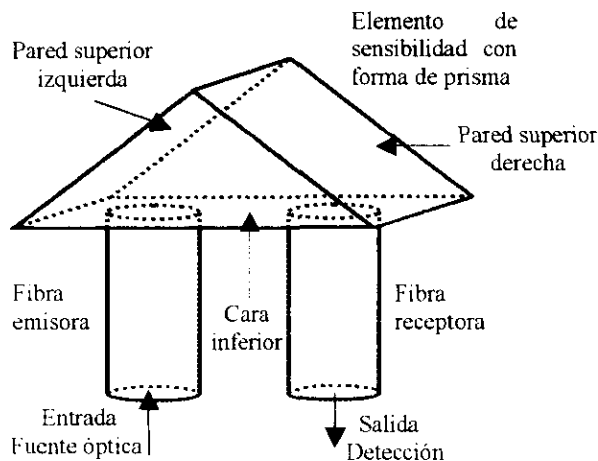 Pared superior
izquierda
Elemento de
sensibilidad con
forma de prisma
Pared superior
derecha
Fibra
emisora
Cara
inferior
Fibra
receptora
Entrada
Fuente óptica
Salida
Detección